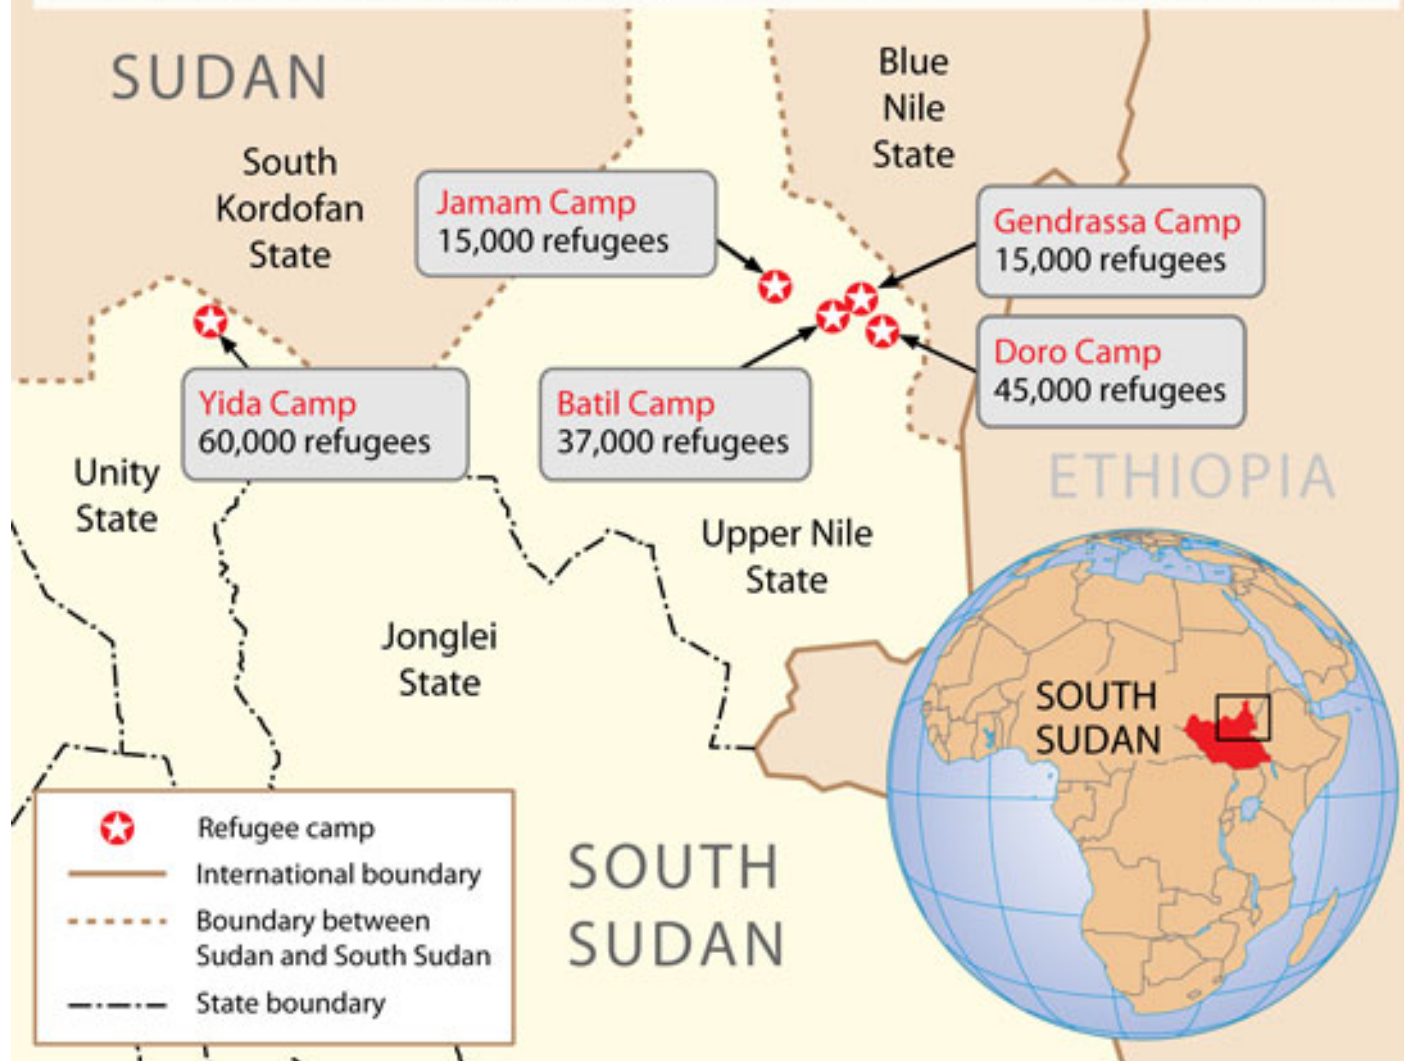 SUDAN
Blue
Nile
State
South
Kordofan
State
Jamam Camp
15,000 refugees
Gendrassa Camp
15,000 refugees
Doro Camp
45,000 refugees
Yida Camp
60,000 refugees
Batil Camp
37,000 refugees
Unity
State
ETHIOPIA
Upper Nile
State
Jonglei
State
SOUTH
SUDAN
SOUTH
SUDAN
Refugee camp
International boundary
Boundary between
Sudan and South Sudan
State boundary